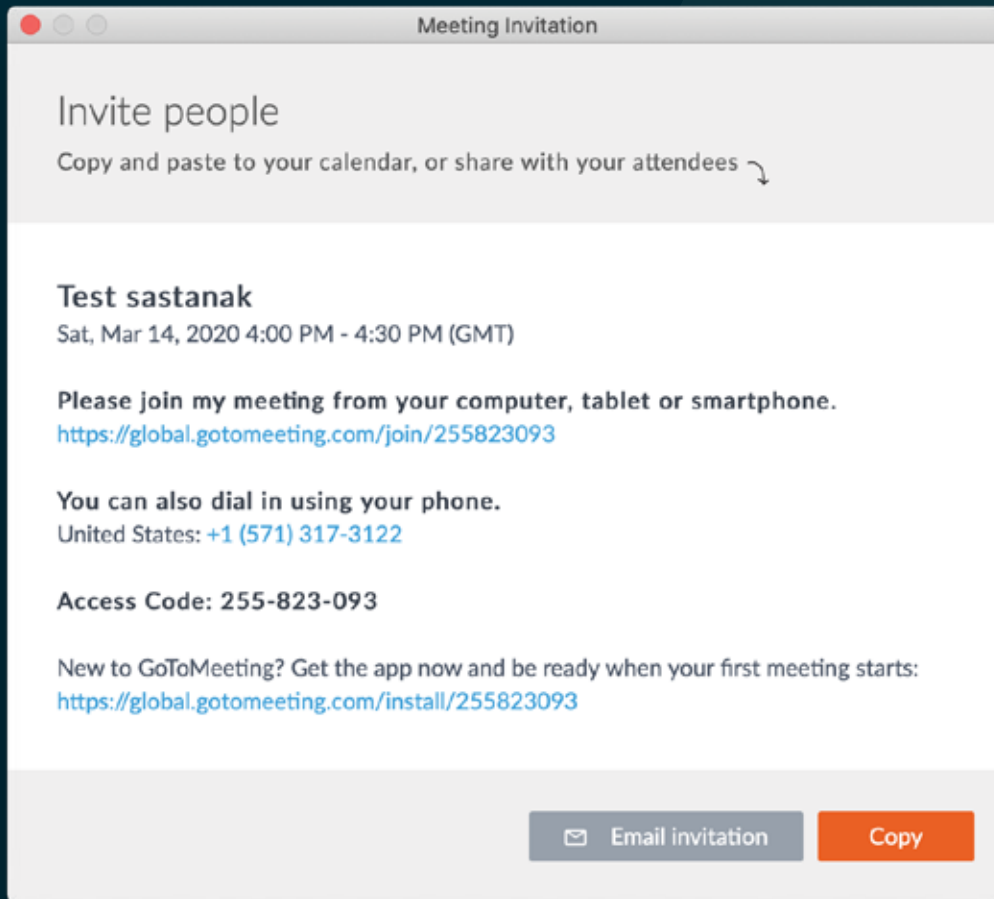 Meeting Invitation
Invite people
Copy and paste to your calendar, or share with your attendees
Test sastanak
Sat, Mar 14, 2020 4:00 PM - 4:30 PM (GMT)
Please join my meeting from your computer, tablet or smartphone.
https://global.gotomeeting.com/join/255823093
You can also dial in using your phone.
United States: +1 (571) 317-3122
Access Code: 255-823-093
New to GoToMeeting? Get the app now and be ready when your first meeting starts:
https://global.gotomeeting.com/install/255823093
Email invitation
Copy